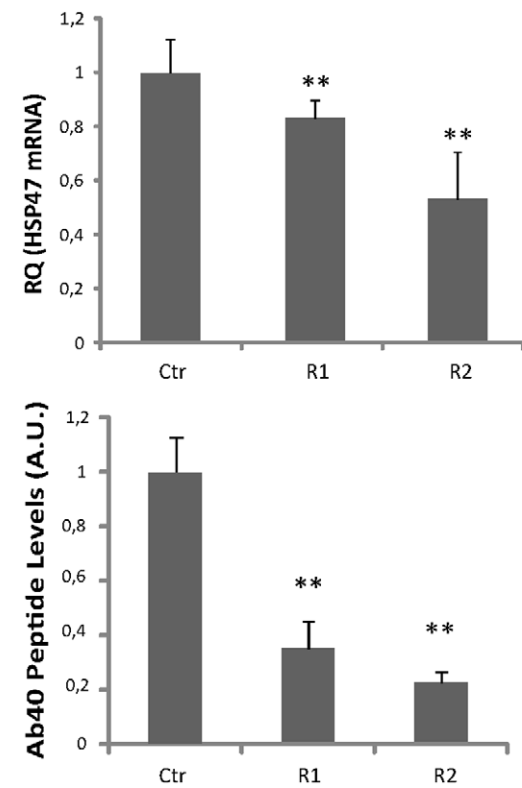 RQ (HSP47 mRNA)
1,2
1
0,8
0,6
0,4
0,2
0
**
**
Ctr
R1
R2
Ab40 Peptide Levels (A.U.)
1,2
1
0,8
0,6
0,4
0,2
0
**
**
Ctr
R1
R2